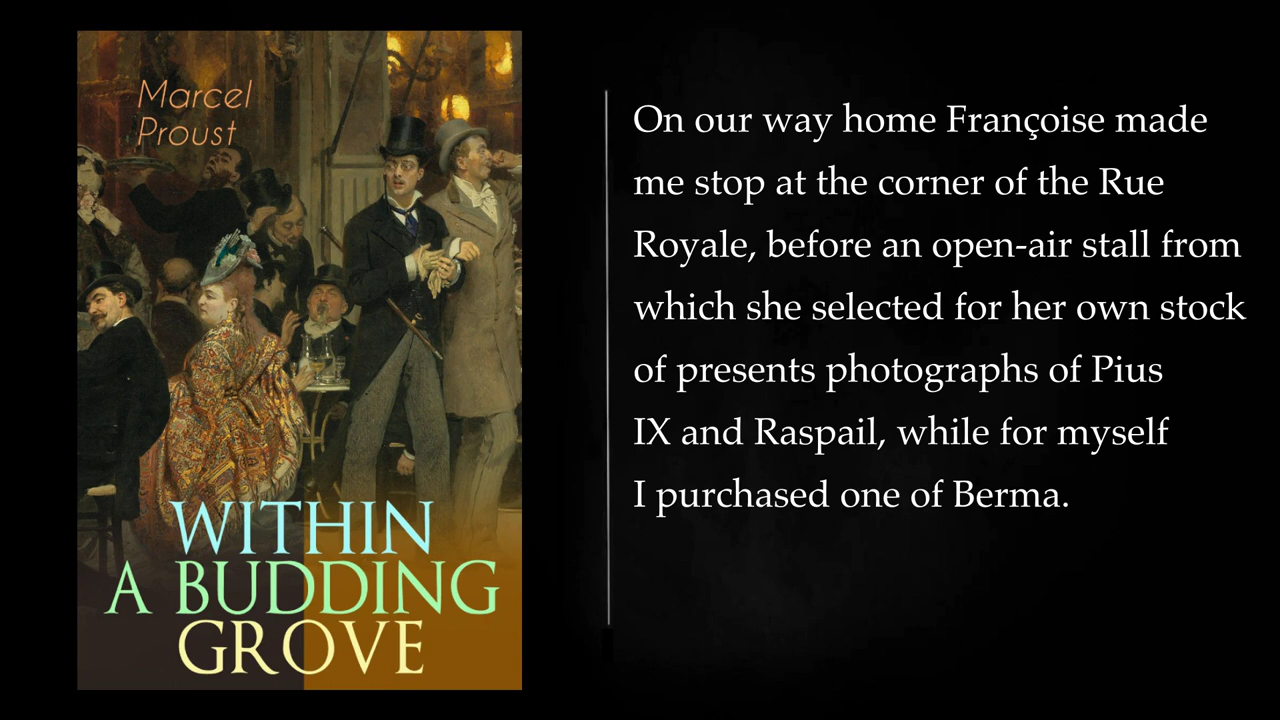 Marcel
Proust
WITHIN
A BUDDING
GROVE
On our way home Françoise made
me stop at the corner of the Rue
Royale, before an open-air stall from
which she selected for her own stock
of presents photographs of Pius
IX and Raspail, while for myself
I purchased one of Berma.